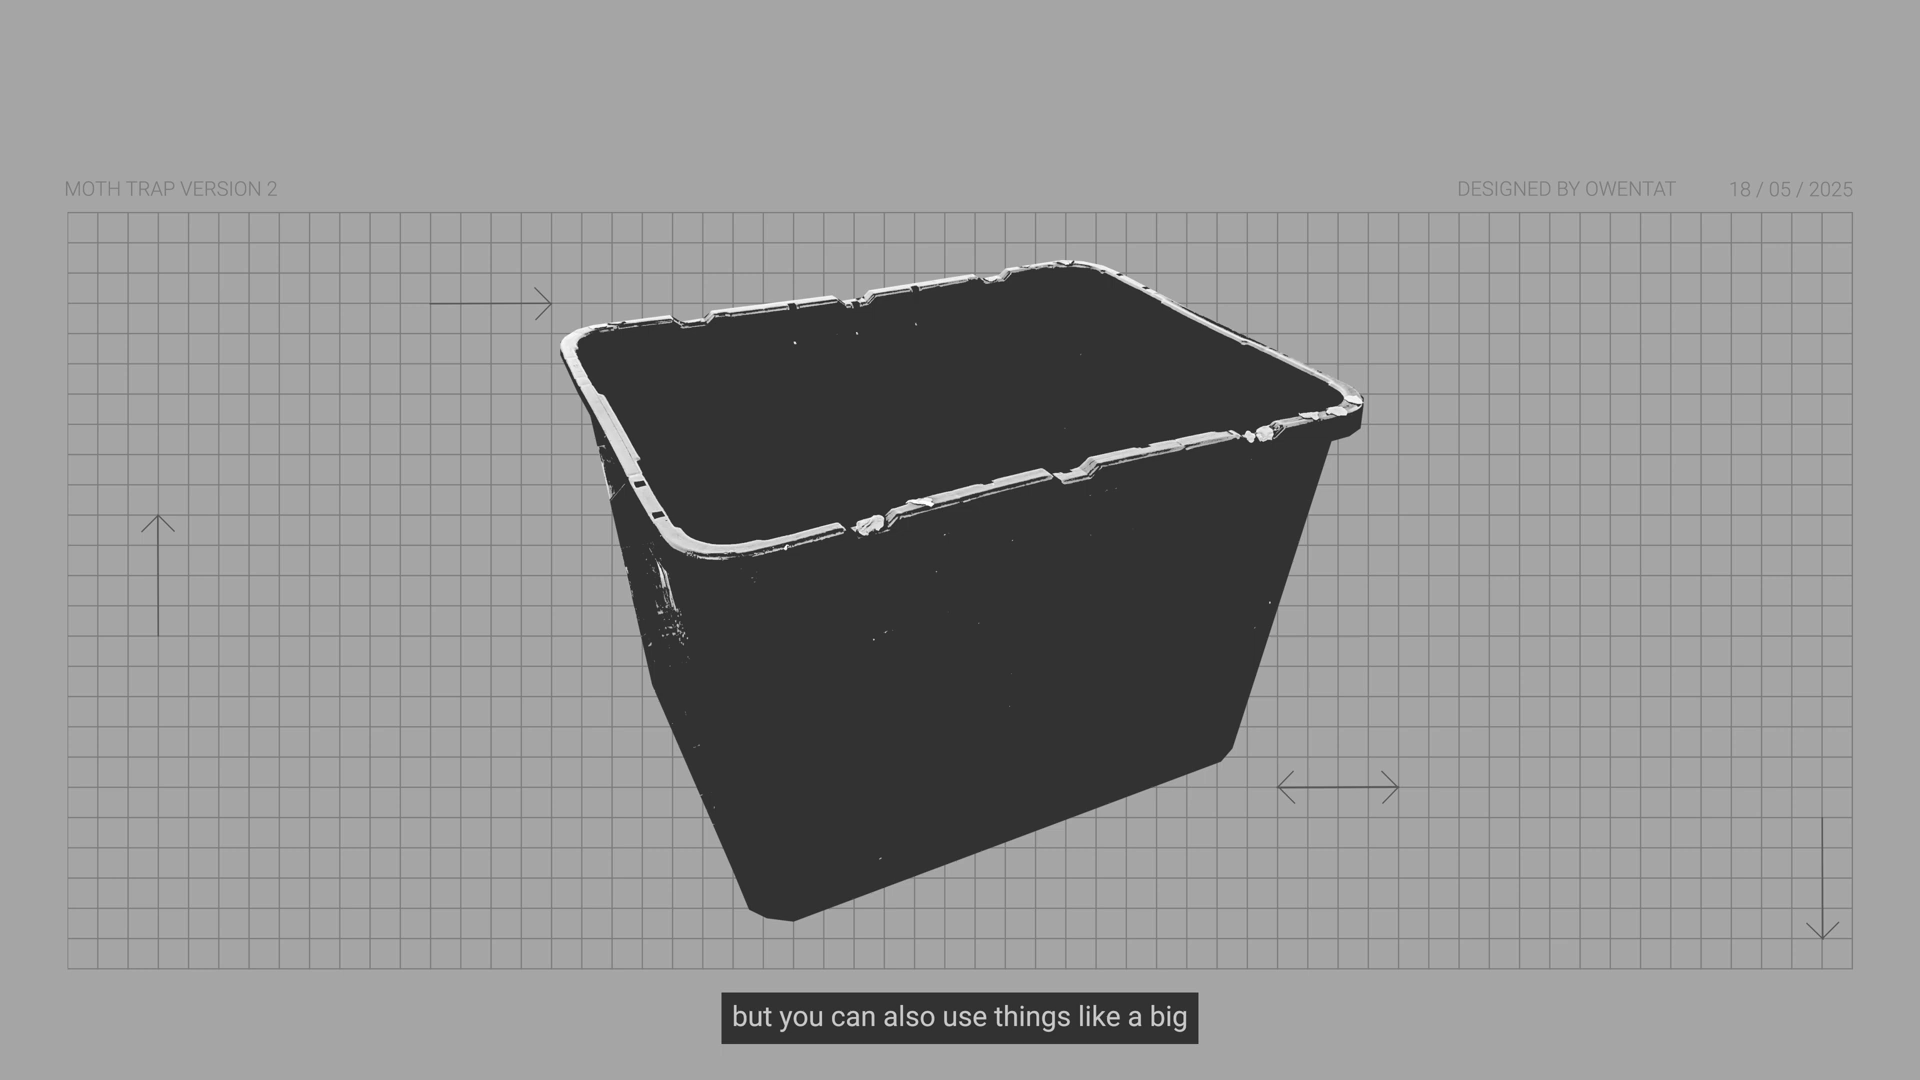 MOTH TRAP VERSION 2
DESIGNED BY OWENTAT 18 / 05 / 2025
but you can also use things like a big